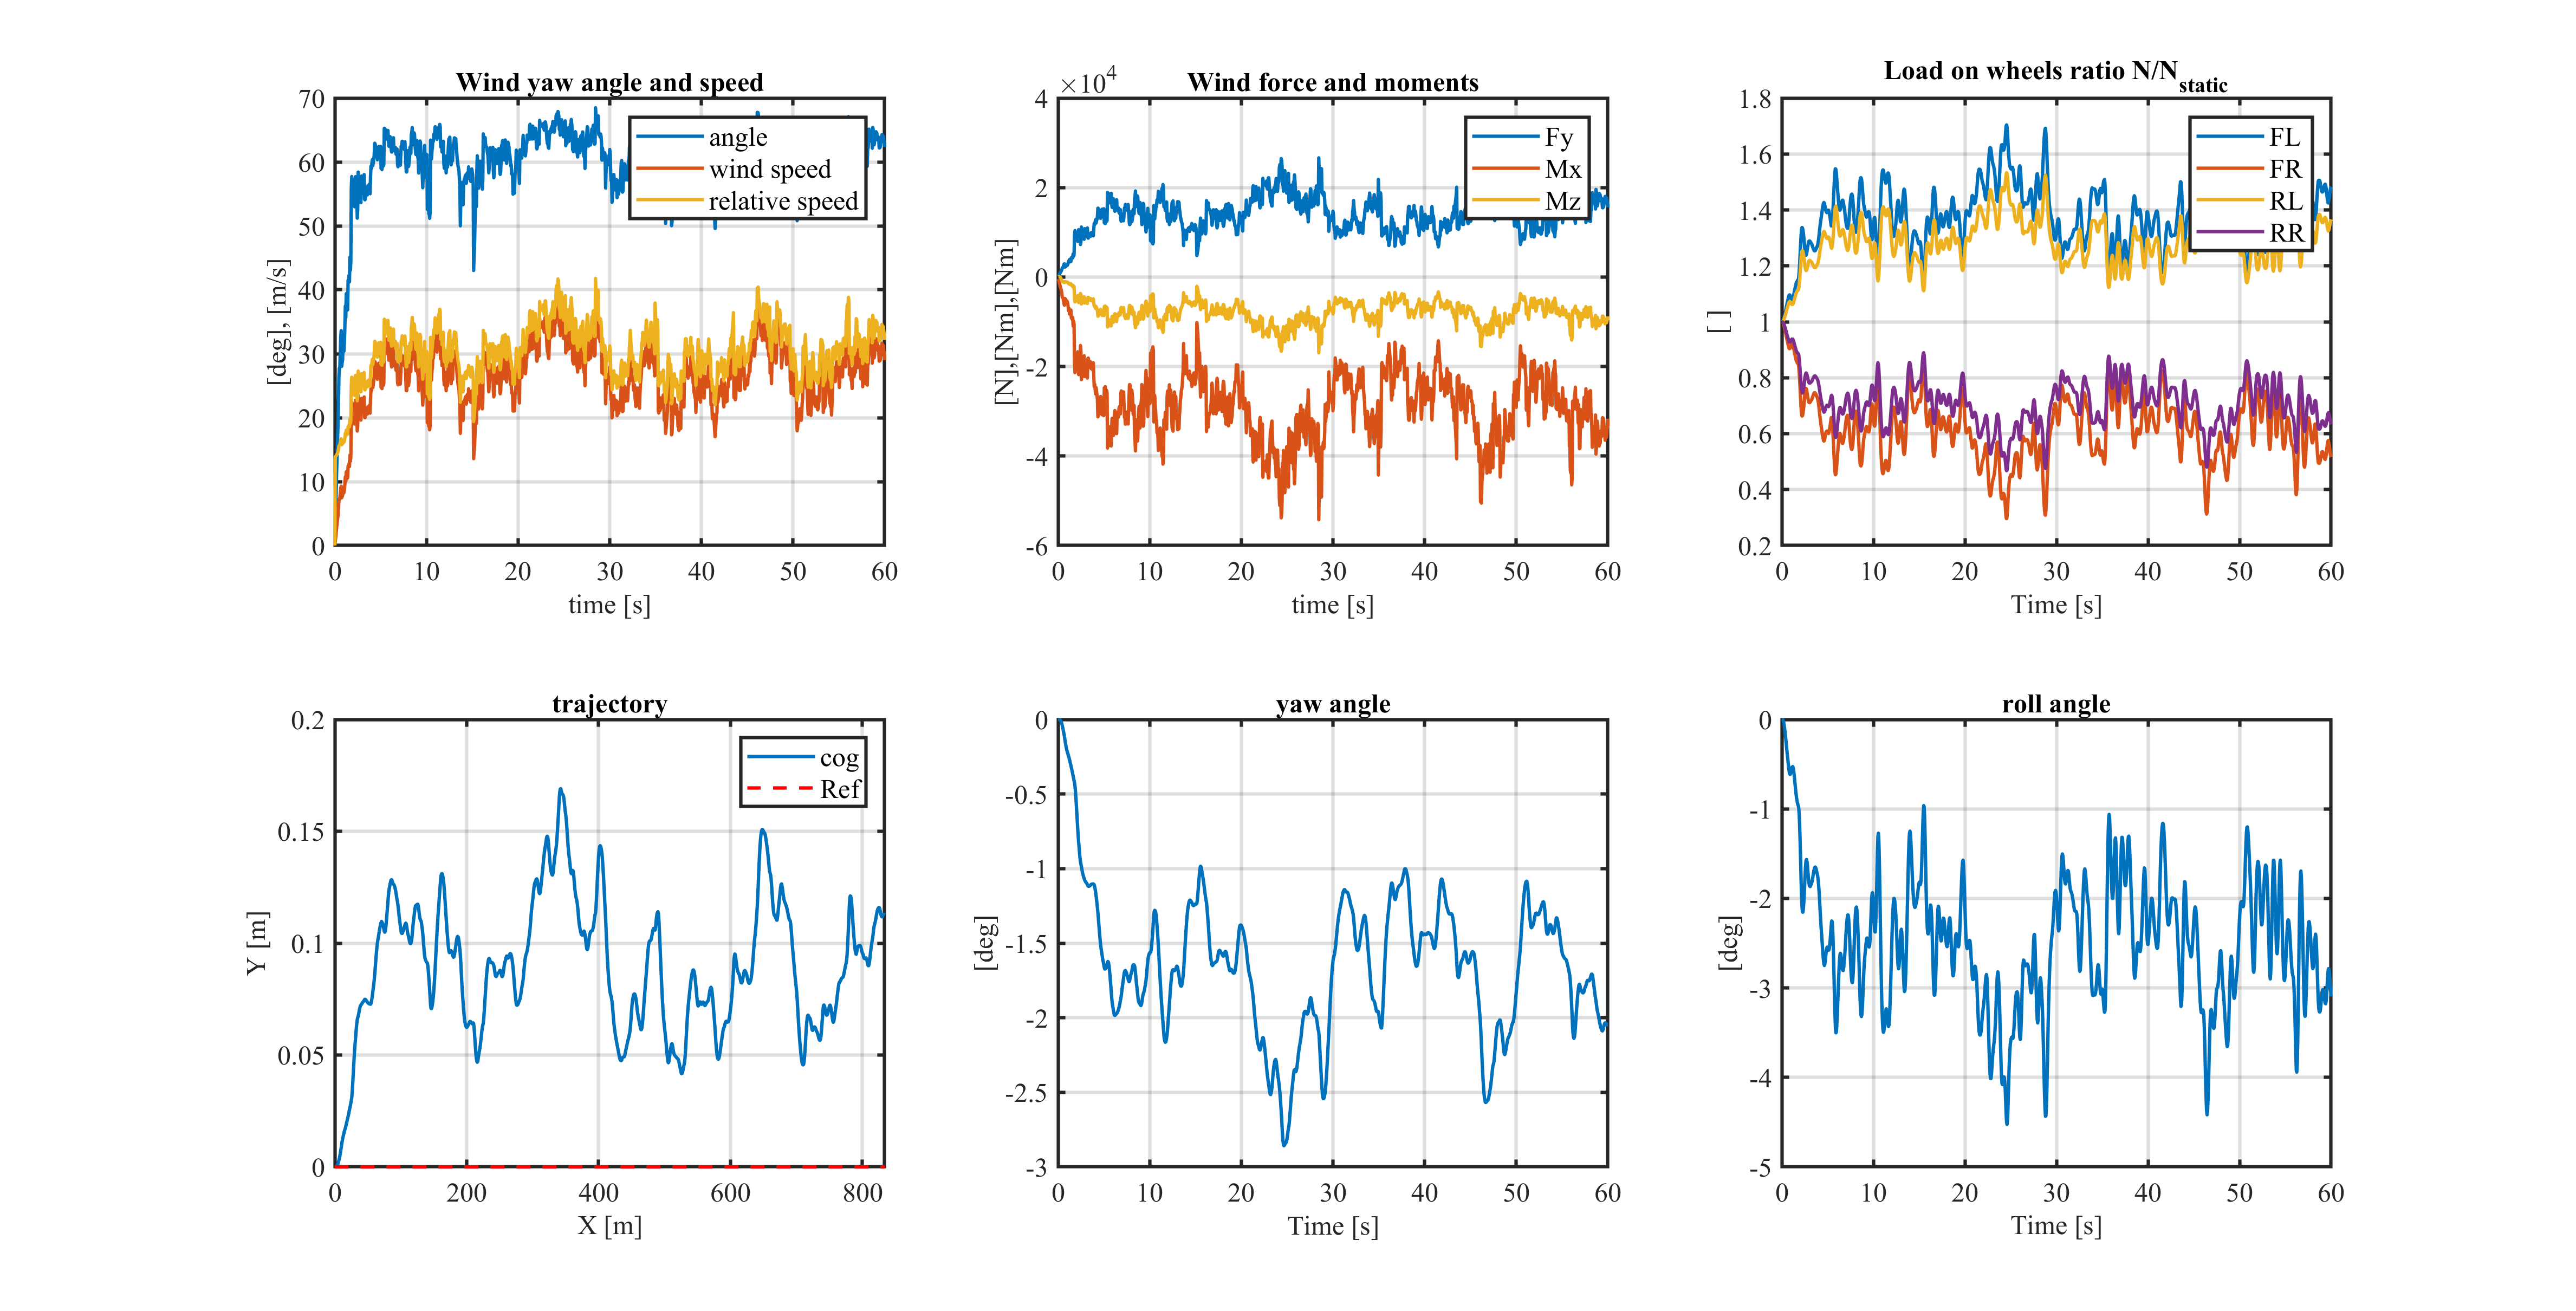 Wind yaw angle and speed
[deg], [m/s]
70
60
50
40
30
20
10
0
angle
wind speed
relative speed
0 10 20 30 40 50 60
time [s]
Wind force and moments
×10^4
[N],[Nm],[Nm]
4
2
0
-2
-4
-6
Fy
Mx
Mz
0 10 20 30 40 50 60
time [s]
Load on wheels ratio N/N_static
[ ]
1.8
1.6
1.4
1.2
1
0.8
0.6
0.4
0.2
FL
FR
RL
RR
0 10 20 30 40 50 60
Time [s]
trajectory
Y [m]
0.2
0.15
0.1
0.05
0
cog
Ref
0 200 400 600 800
X [m]
yaw angle
[deg]
0
-0.5
-1
-1.5
-2
-2.5
-3
0 10 20 30 40 50 60
Time [s]
roll angle
[deg]
0
-1
-2
-3
-4
-5
0 10 20 30 40 50 60
Time [s]